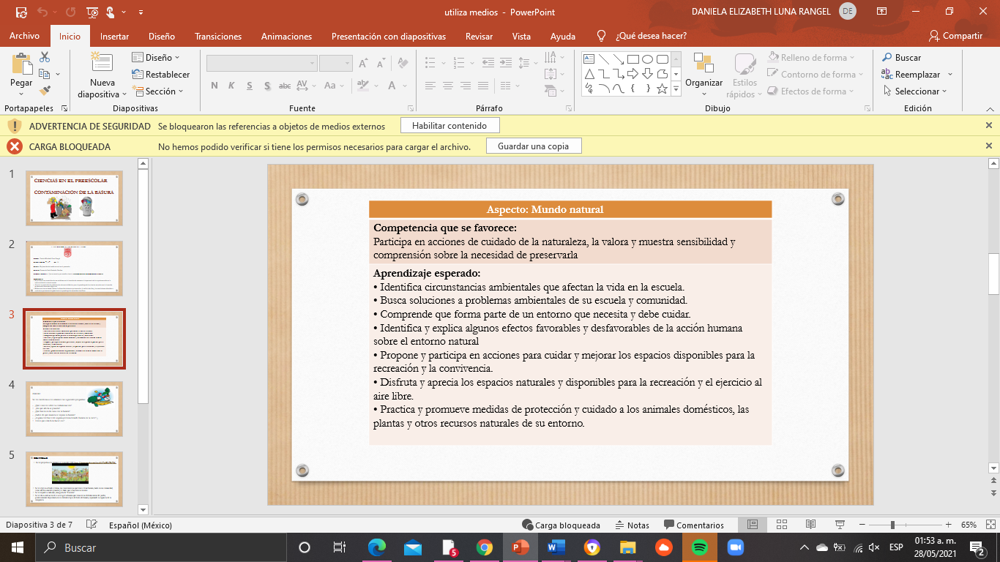 utiliza medios - PowerPoint
DANIELA ELIZABETH LUNA RANGEL
DE
Archivo
Inicio
Insertar
Diseño
Transiciones
Animaciones
Presentación con diapositivas
Revisar
Vista
Ayuda
¿Qué desea hacer?
Compartir
Pegar
Nueva
diapositiva
Diseño
Restablecer
Sección
N K S S abc AV Aa
A
Organizar
Estilos
rápidos
Relleno de forma
Contorno de forma
Efectos de forma
Buscar
Reemplazar
Seleccionar
Portapapeles
Diapositivas
Fuente
Párrafo
Dibujo
Edición
ADVERTENCIA DE SEGURIDAD Se bloquearon las referencias a objetos de medios externos
Habilitar contenido
CARGA BLOQUEADA No hemos podido verificar si tiene los permisos necesarios para cargar el archivo.
Guardar una copia
1
CIENCIAS EN EL PREESCOLAR
CONTAMINACIÓN DE LA BASURA
2
3
4
5
Aspecto: Mundo natural
Competencia que se favorece:
Participa en acciones de cuidado de la naturaleza, la valora y muestra sensibilidad y
comprensión sobre la necesidad de preservarla
Aprendizaje esperado:
• Identifica circunstancias ambientales que afectan la vida en la escuela.
• Busca soluciones a problemas ambientales de su escuela y comunidad.
• Comprende que forma parte de un entorno que necesita y debe cuidar.
• Identifica y explica algunos efectos favorables y desfavorables de la acción humana
sobre el entorno natural
• Propone y participa en acciones para cuidar y mejorar los espacios disponibles para la
recreación y la convivencia.
• Disfruta y aprecia los espacios naturales y disponibles para la recreación y el ejercicio al
aire libre.
• Practica y promueve medidas de protección y cuidado a los animales domésticos, las
plantas y otros recursos naturales de su entorno.
Diapositiva 3 de 7
Español (México)
Carga bloqueada
Notas
Comentarios
65%
Buscar
ESP
01:53 a. m.
28/05/2021